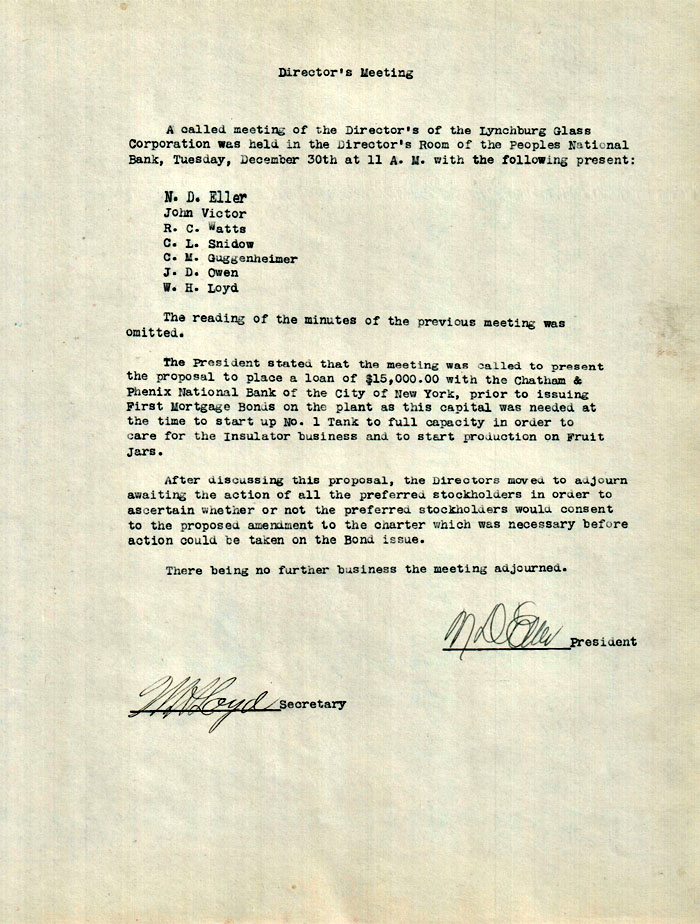 Director's Meeting
A called meeting of the Director's of the Lynchburg Glass
Corporation was held in the Director's Room of the Peoples National
Bank, Tuesday, December 30th at 11 A. M. with the following present:
N. D. Eller
John Victor
R. C. Watts
C. L. Snidow
C. M. Guggenheimer
J. D. Owen
W. H. Loyd
The reading of the minutes of the previous meeting was
omitted.
The President stated that the meeting was called to present
the proposal to place a loan of $15,000.00 with the Chatham &
Phenix National Bank of the City of New York, prior to issuing
First Mortgage Bonds on the plant as this capital was needed at
the time to start up No. 1 Tank to full capacity in order to
care for the Insulator business and to start production on Fruit
Jars.
After discussing this proposal, the Directors moved to adjourn
awaiting the action of all the preferred stockholders in order to
ascertain whether or not the preferred stockholders would consent
to the proposed amendment to the charter which was necessary before
action could be taken on the Bond issue.
There being no further business the meeting adjourned.
N D Eller President
W H Loyd Secretary